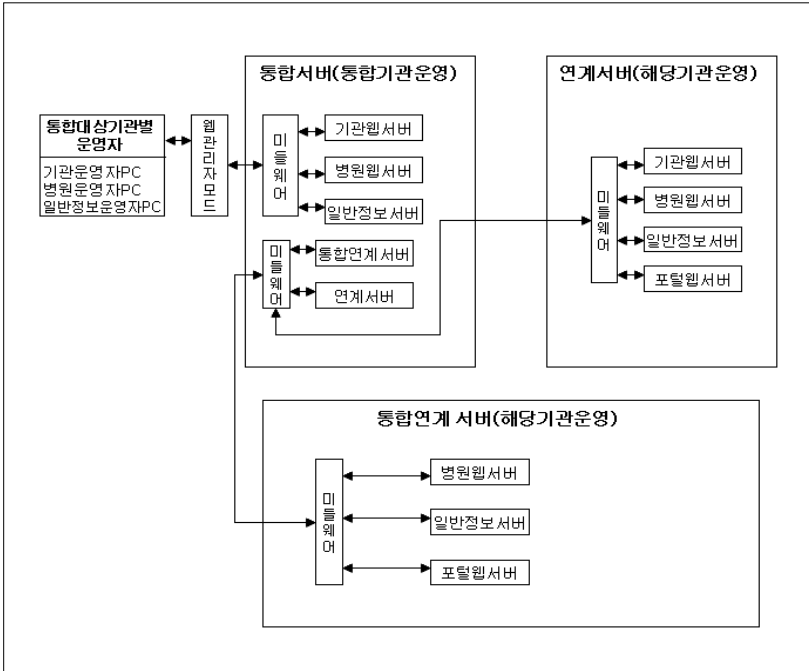 통합서버(통합기관운영)
연계서버(해당기관운영)
통합대상기관별
운영자
기관운영자PC
병원운영자PC
일반정보운영자PC
웹관리자모드
미들웨어
기관웹서버
병원웹서버
일반정보서버
미들웨어
통합연계서버
연계서버
미들웨어
기관웹서버
병원웹서버
일반정보서버
포털웹서버
통합연계 서버(해당기관운영)
미들웨어
병원웹서버
일반정보서버
포털웹서버